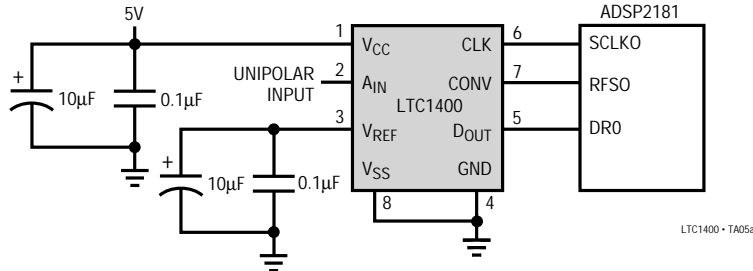 5V
ADSP2181
1
VCC
CLK
6
SCLKO
+
10µF
0.1µF
UNIPOLAR
INPUT
2
AIN
CONV
7
RFSO
LTC1400
3
VREF
DOUT
5
DR0
+
10µF
0.1µF
VSS
GND
8
4
LTC1400 • TA05a